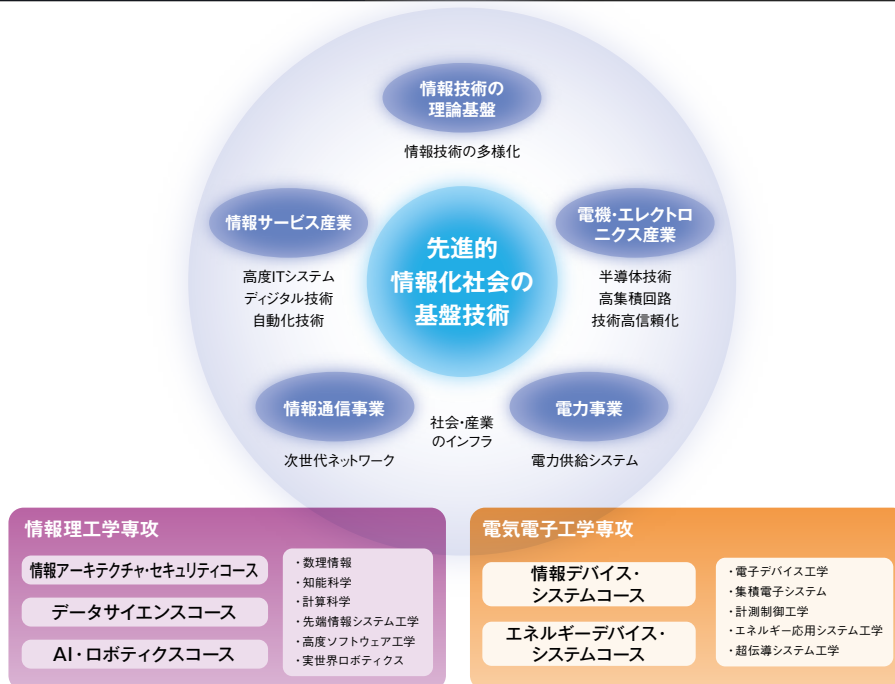 情報技術の
理論基盤
情報技術の多様化
情報サービス産業
高度ITシステム
ディジタル技術
自動化技術
先進的
情報化社会の
基盤技術
電機・エレクトロ
ニクス産業
半導体技術
高集積回路
技術高信頼化
情報通信事業
次世代ネットワーク
社会・産業
のインフラ
電力事業
電力供給システム
情報理工学専攻
情報アーキテクチャ・セキュリティコース
データサイエンスコース
AI・ロボティクスコース
・数理情報
・知能科学
・計算科学
・先端情報システム工学
・高度ソフトウェア工学
・実世界ロボティクス
電気電子工学専攻
情報デバイス・
システムコース
エネルギーデバイス・
システムコース
・電子デバイス工学
・集積電子システム
・計測制御工学
・エネルギー応用システム工学
・超伝導システム工学